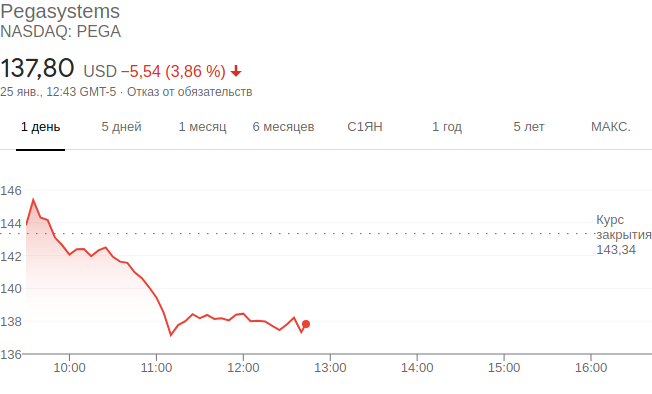 Pegasystems
NASDAQ: PEGA
137,80 USD −5,54 (3,86 %)
25 янв., 12:43 GMT-5 · Отказ от обязательств
1 день 5 дней 1 месяц 6 месяцев С1ЯН 1 год 5 лет МАКС.
146
144
142
140
138
136
Курс
закрытия
143,34
10:00 11:00 12:00 13:00 14:00 15:00 16:00